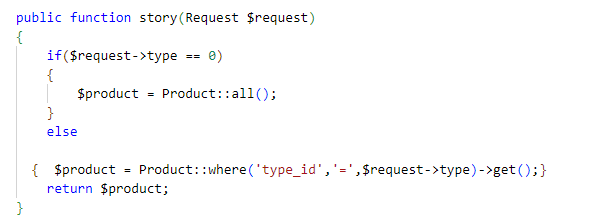 public function story(Request $request)
{
if($request->type == 0)
{
$product = Product::all();
}
else
{ $product = Product::where('type_id','=',$request->type)->get();}
return $product;
}